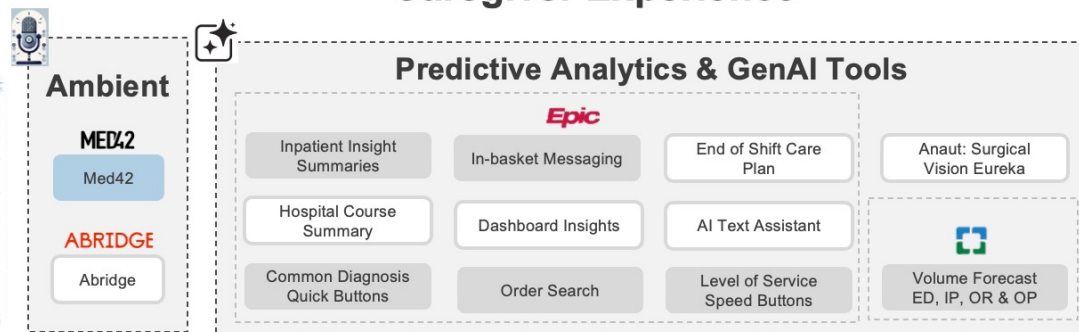 Caregiver Experience
Ambient
MED42
Med42
ABRIDGE
Abridge
Predictive Analytics & GenAI Tools
Epic
Inpatient Insight
Summaries
In-basket Messaging
End of Shift Care
Plan
Hospital Course
Summary
Dashboard Insights
AI Text Assistant
Common Diagnosis
Quick Buttons
Order Search
Level of Service
Speed Buttons
Anaut: Surgical
Vision Eureka
Volume Forecast
ED, IP, OR & OP